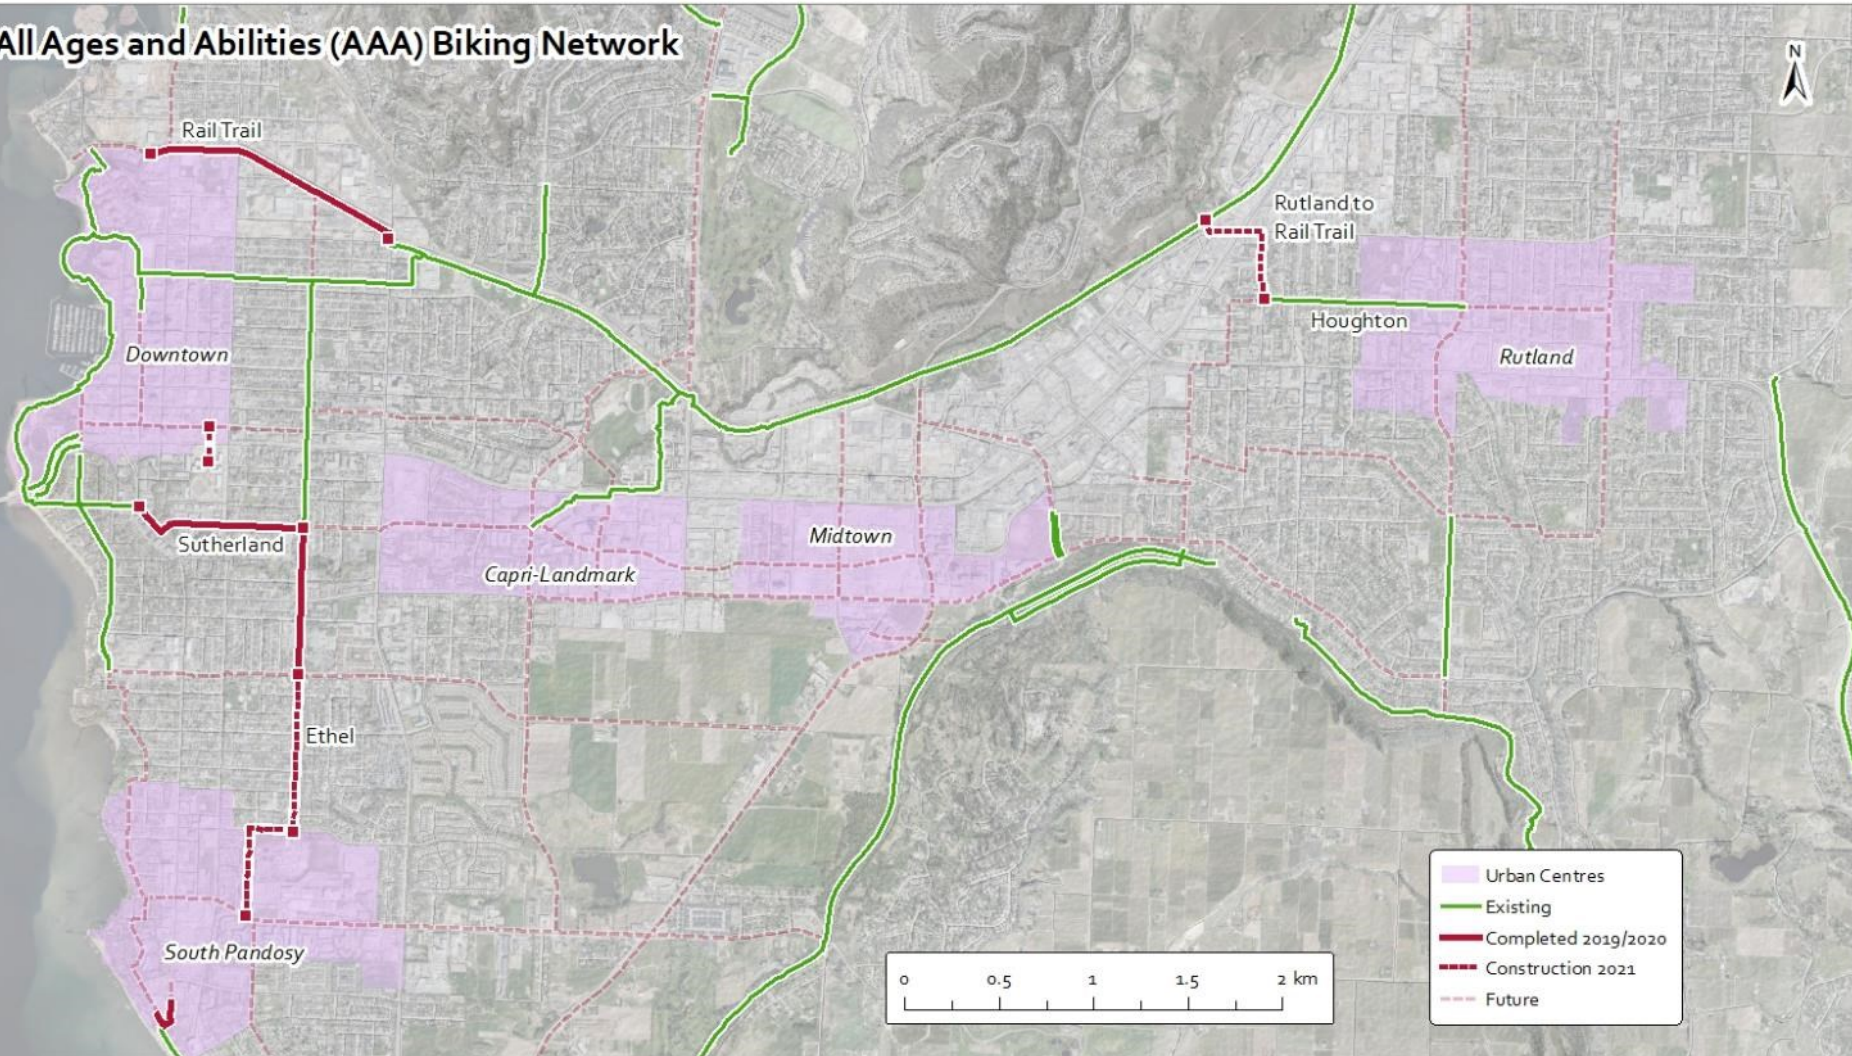 All Ages and Abilities (AAA) Biking Network
N
Rail Trail
Rutland to
Rail Trail
Houghton
Downtown
Rutland
Sutherland
Midtown
Capri-Landmark
Ethel
South Pandosy
0 0.5 1 1.5 2 km
Urban Centres
Existing
Completed 2019/2020
Construction 2021
Future